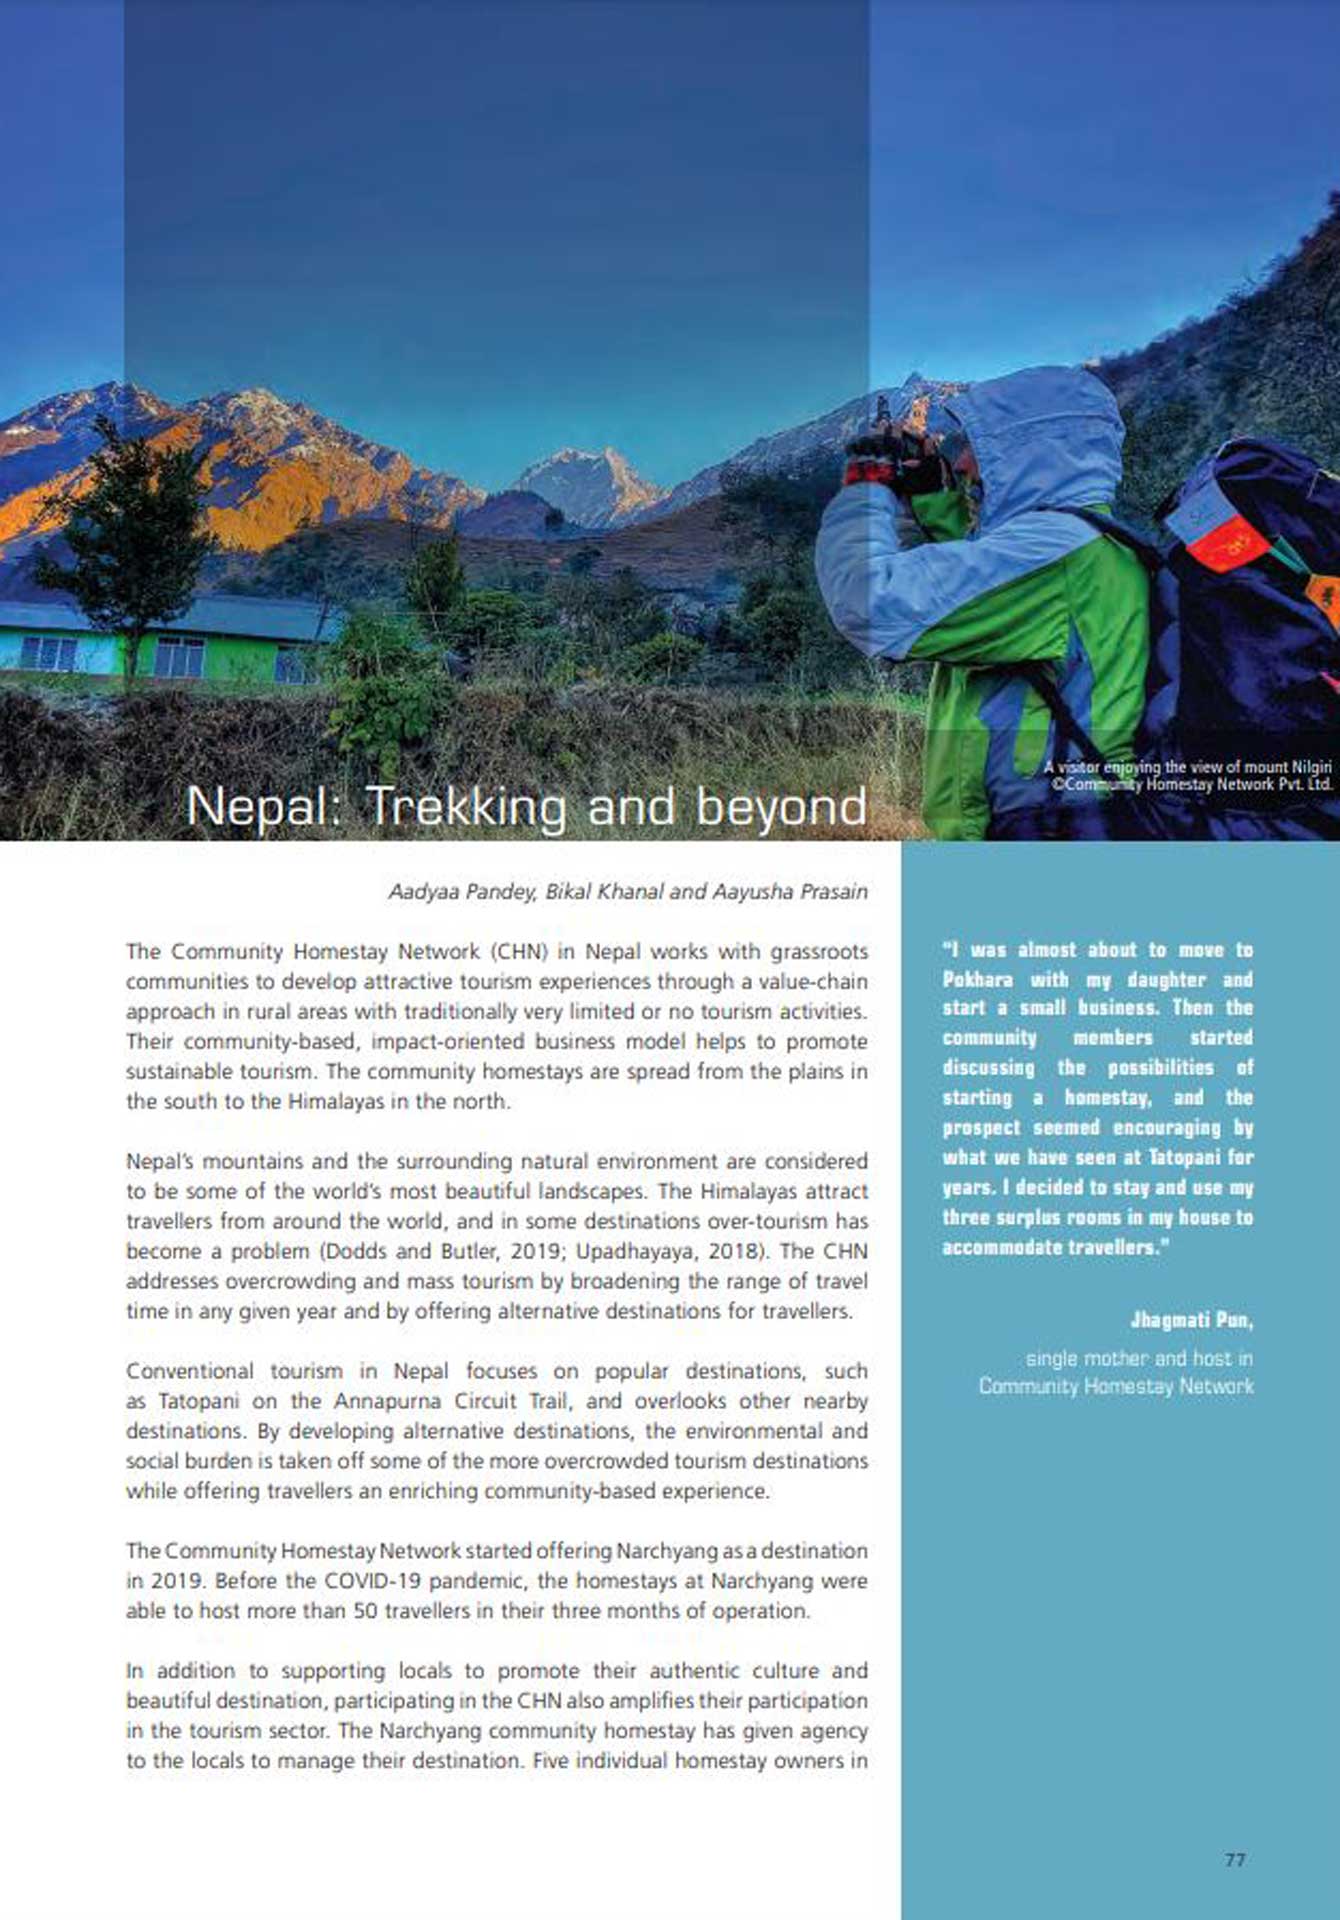 A visitor enjoying the view of mount Nilgiri
©Community Homestay Network Pvt. Ltd.
Nepal: Trekking and beyond
Aadyaa Pandey, Bikal Khanal and Aayusha Prasain
The Community Homestay Network (CHN) in Nepal works with grassroots
communities to develop attractive tourism experiences through a value-chain
approach in rural areas with traditionally very limited or no tourism activities.
Their community-based, impact-oriented business model helps to promote
sustainable tourism. The community homestays are spread from the plains in
the south to the Himalayas in the north.
Nepal's mountains and the surrounding natural environment are considered
to be some of the world's most beautiful landscapes. The Himalayas attract
travellers from around the world, and in some destinations over-tourism has
become a problem (Dodds and Butler, 2019; Upadhayaya, 2018). The CHN
addresses overcrowding and mass tourism by broadening the range of travel
time in any given year and by offering alternative destinations for travellers.
Conventional tourism in Nepal focuses on popular destinations, such
as Tatopani on the Annapurna Circuit Trail, and overlooks other nearby
destinations. By developing alternative destinations, the environmental and
social burden is taken off some of the more overcrowded tourism destinations
while offering travellers an enriching community-based experience.
The Community Homestay Network started offering Narchyang as a destination
in 2019. Before the COVID-19 pandemic, the homestays at Narchyang were
able to host more than 50 travellers in their three months of operation.
In addition to supporting locals to promote their authentic culture and
beautiful destination, participating in the CHN also amplifies their participation
in the tourism sector. The Narchyang community homestay has given agency
to the locals to manage their destination. Five individual homestay owners in
"I was almost about to move to
Pokhara with my daughter and
start a small business. Then the
community members started
discussing the possibilities of
starting a homestay, and the
prospect seemed encouraging by
what we have seen at Tatopani for
years. I decided to stay and use my
three surplus rooms in my house to
accommodate travellers."
Jhagmati Pun,
single mother and host in
Community Homestay Network
77